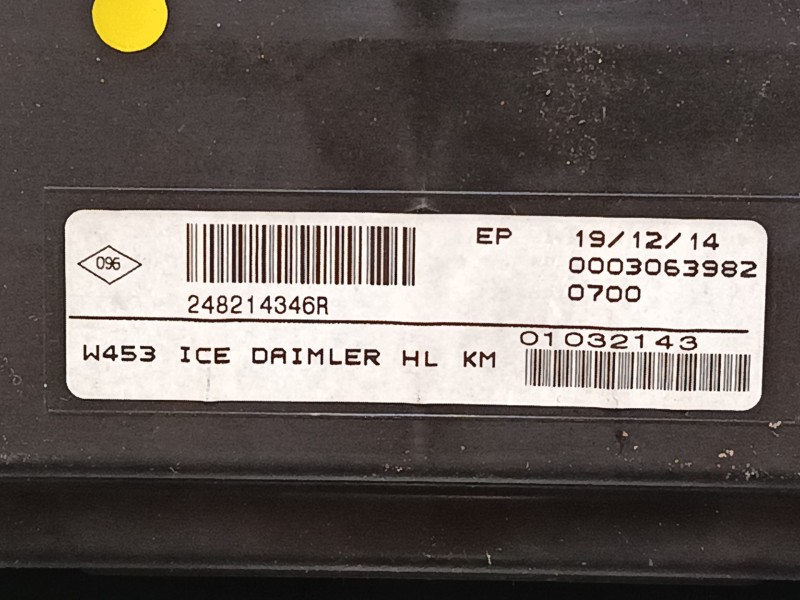 EP 19/12/14
096
0003063982
248214346R
0700
01032143
W453 ICE DAIMLER HL KM